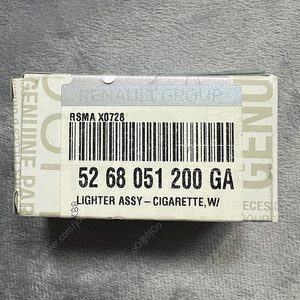 RENAULT GROUP
RSMA X0728
52 68 051 200 GA
LIGHTER ASSY-CIGARETTE, W/
GENUINE PAR
GENU